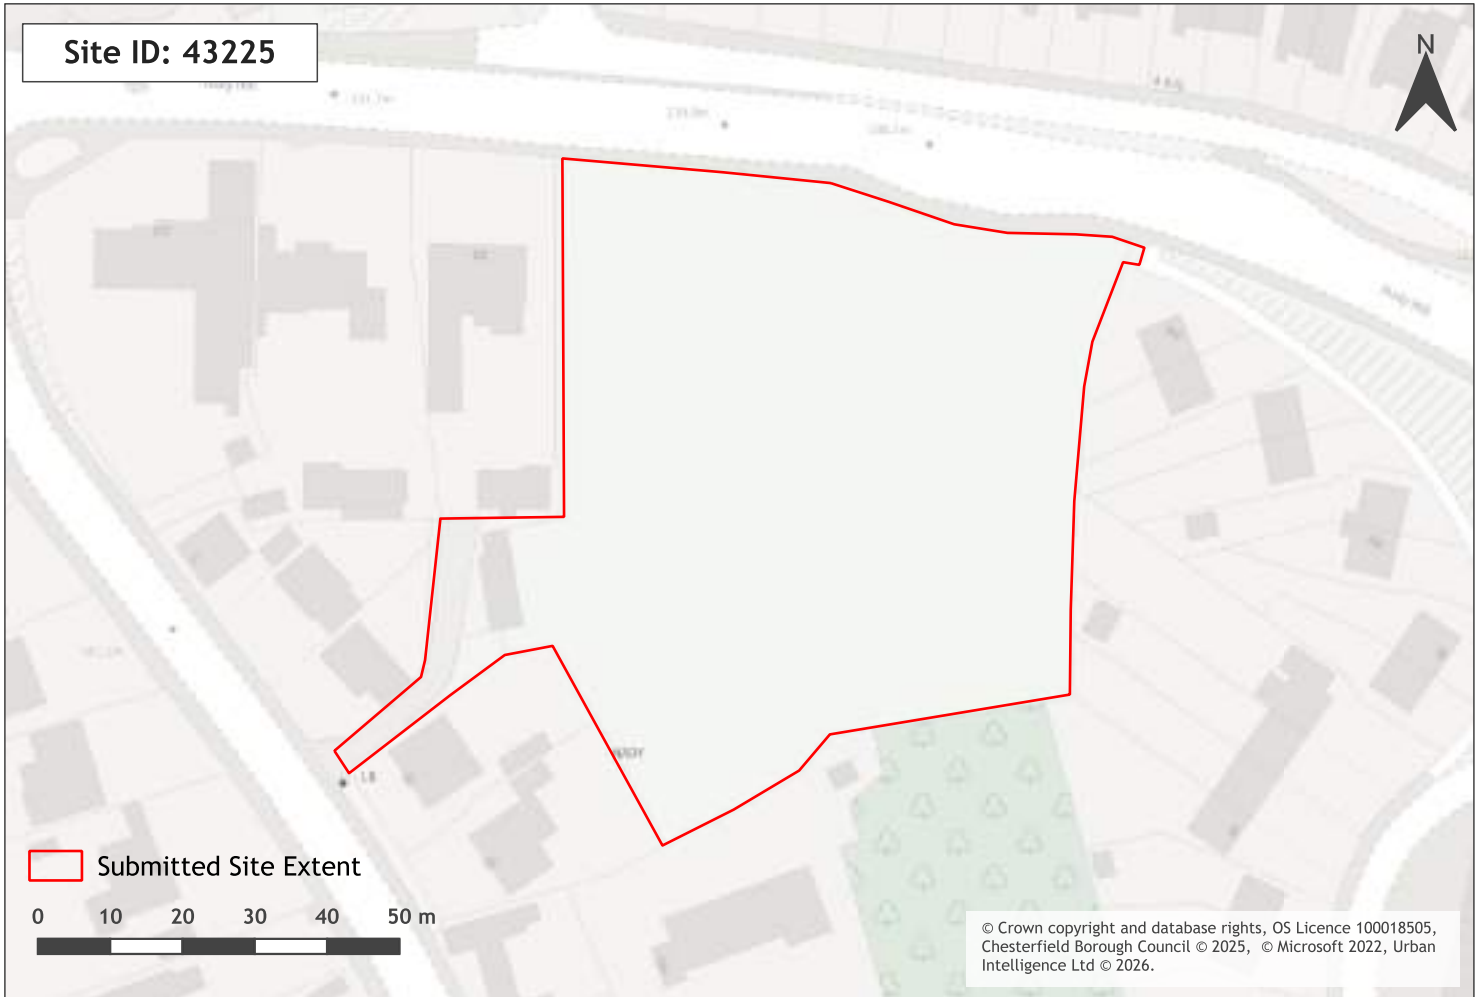 Site ID: 43225
N
LB
Submitted Site Extent
0 10 20 30 40 50 m
© Crown copyright and database rights, OS Licence 100018505,
Chesterfield Borough Council © 2025, © Microsoft 2022, Urban
Intelligence Ltd © 2026.